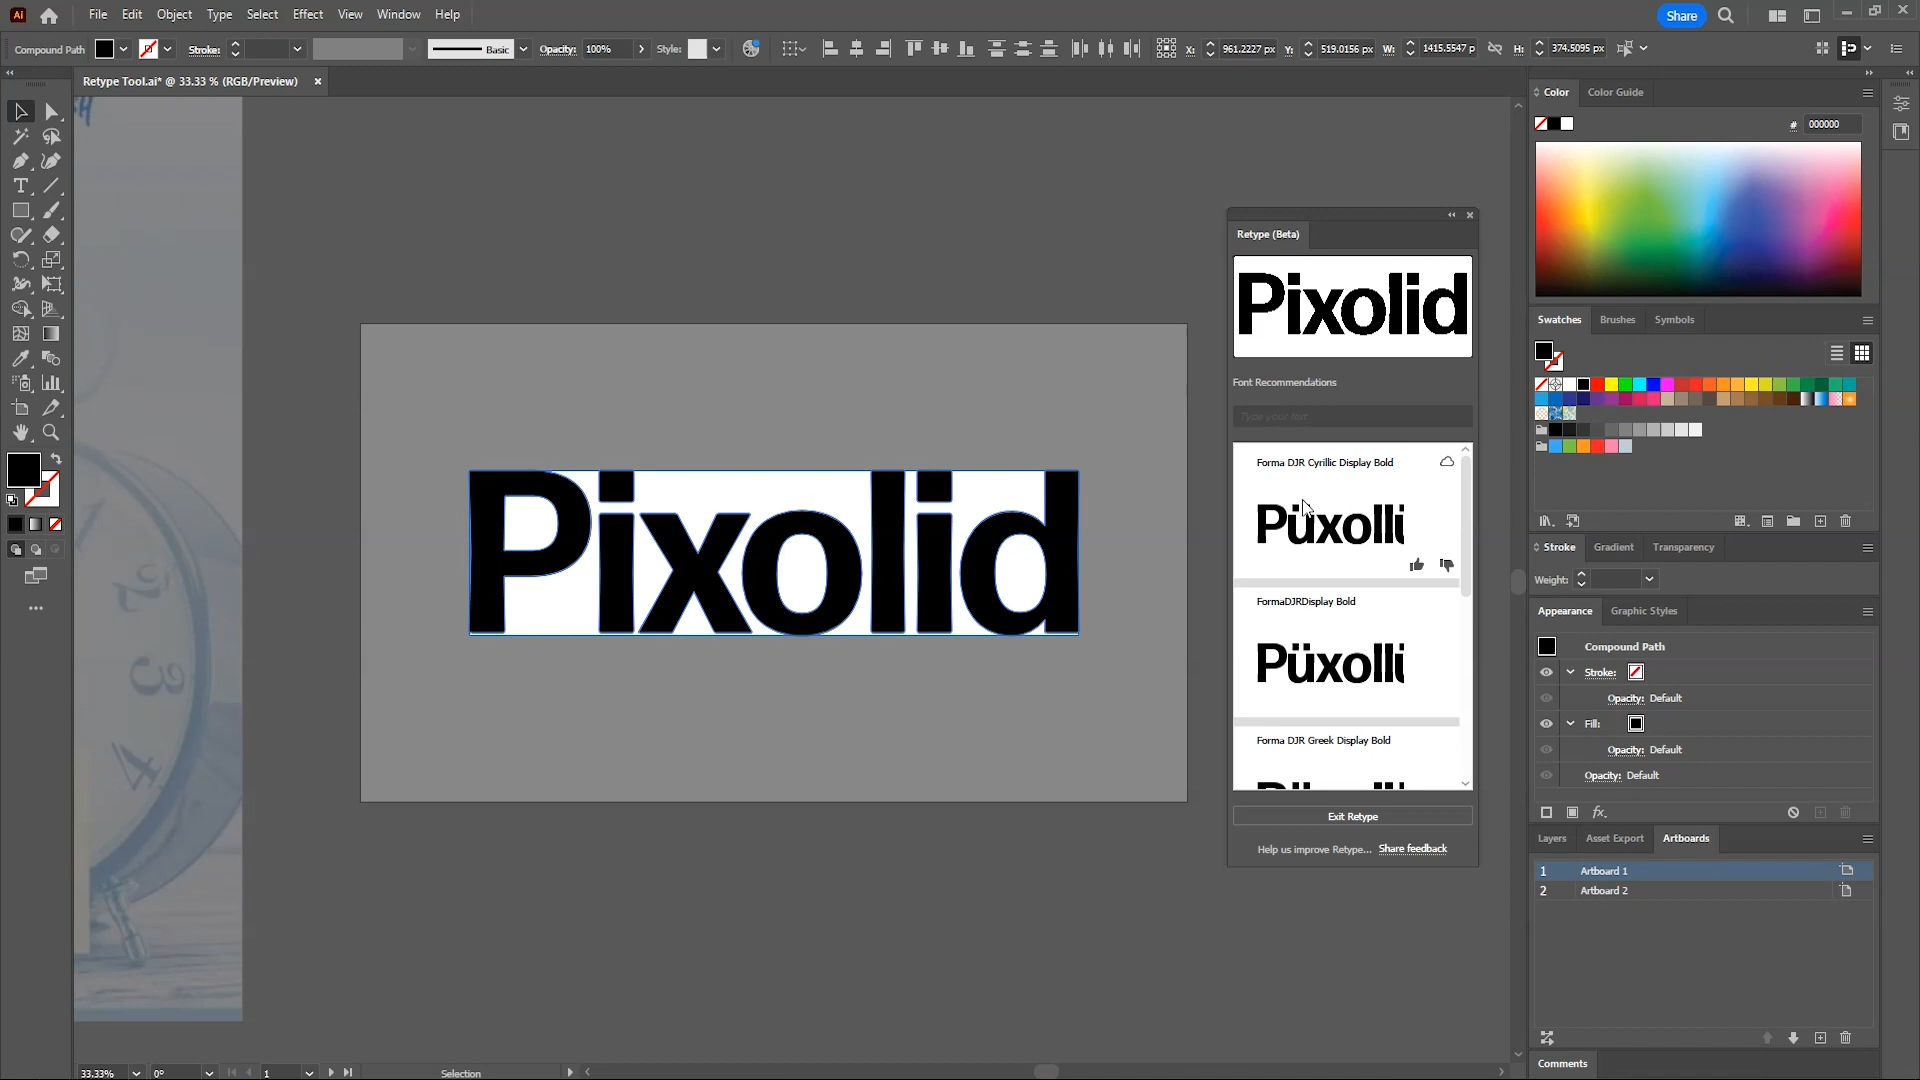 Ai File Edit Object Type Select Effect View Window Help Share
Compound Path Stroke: Basic Opacity: 100% Style: X: 961.2227 px Y: 519.0156 px W: 1415.5547 p H: 374.5095 px
Retype Tool.ai* @ 33.33 % (RGB/Preview)
Color Color Guide
# 000000
Retype (Beta)
Pixolid
Font Recommendations
Type your text
Forma DJR Cyrillic Display Bold
Püxolli
FormaDJRDisplay Bold
Püxolli
Forma DJR Greek Display Bold
Exit Retype
Help us improve Retype... Share feedback
Pixolid
2
3
4
Swatches Brushes Symbols
Stroke Gradient Transparency
Weight:
Appearance Graphic Styles
Compound Path
Stroke:
Opacity: Default
Fill:
Opacity: Default
Opacity: Default
fx.
Layers Asset Export Artboards
1 Artboard 1
2 Artboard 2
Comments
33.33% 0° 1 Selection